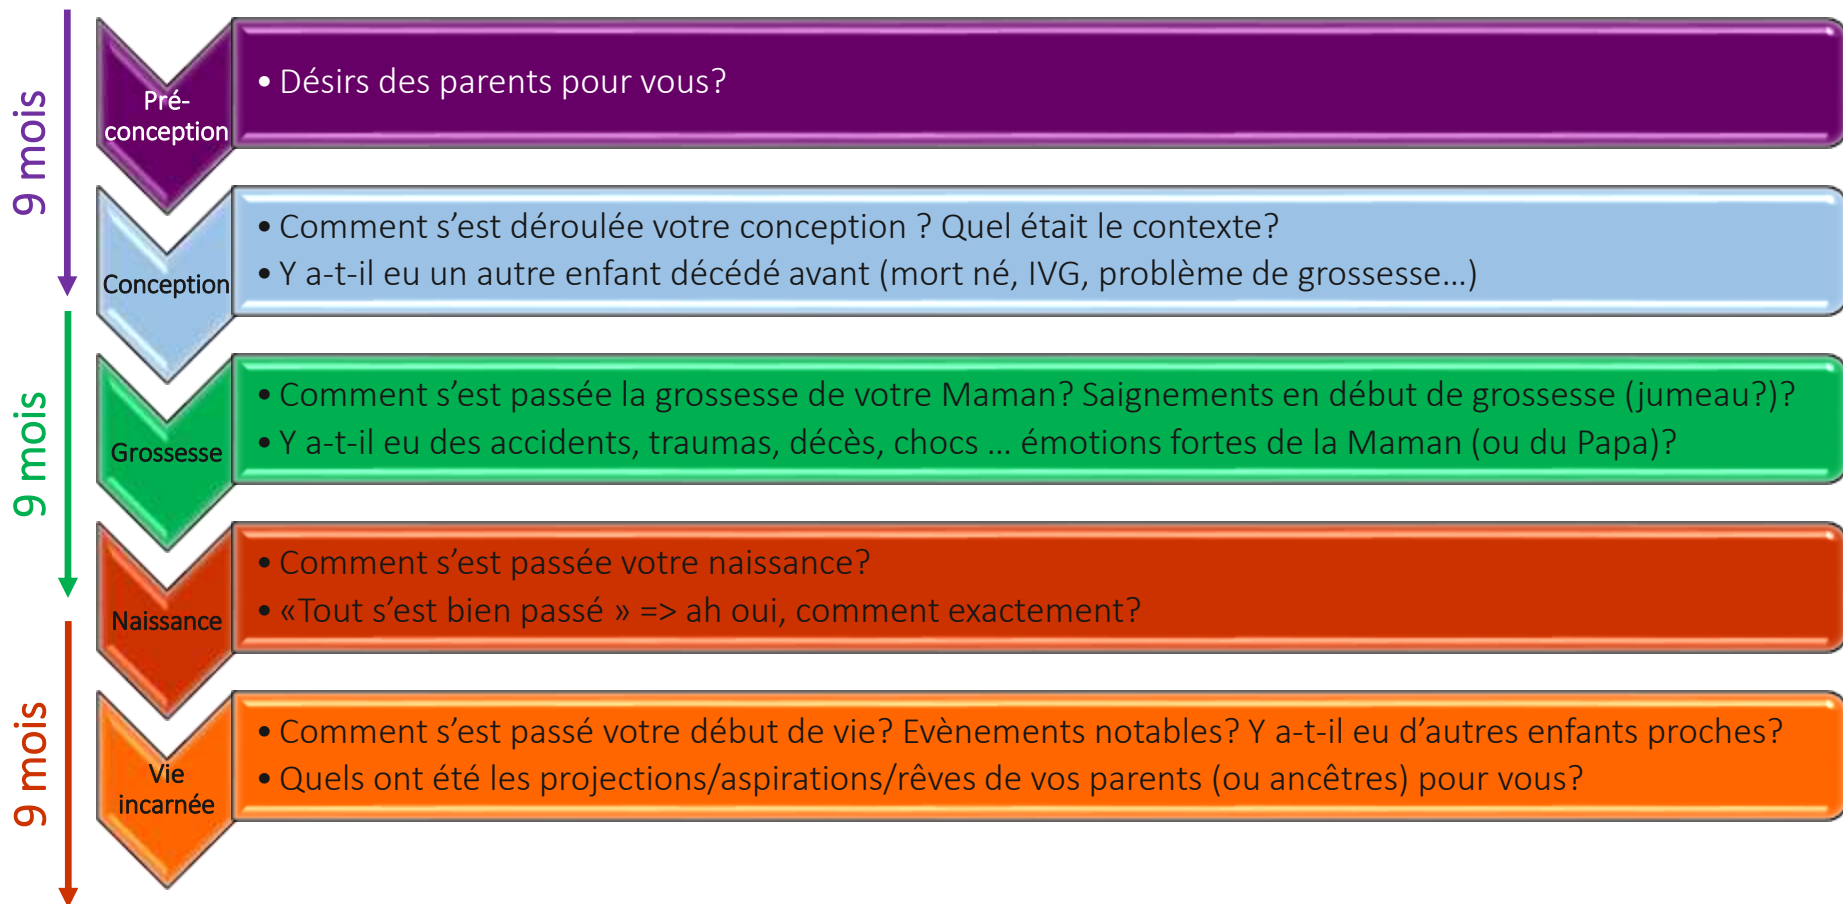 9 mois
Pré-
conception
• Désirs des parents pour vous?
Conception
• Comment s’est déroulée votre conception ? Quel était le contexte?
• Y a-t-il eu un autre enfant décédé avant (mort né, IVG, problème de grossesse…)
9 mois
Grossesse
• Comment s’est passée la grossesse de votre Maman? Saignements en début de grossesse (jumeau?)?
• Y a-t-il eu des accidents, traumas, décès, chocs … émotions fortes de la Maman (ou du Papa)?
Naissance
• Comment s’est passée votre naissance?
• «Tout s’est bien passé » => ah oui, comment exactement?
9 mois
Vie
incarnée
• Comment s’est passé votre début de vie? Evènements notables? Y a-t-il eu d’autres enfants proches?
• Quels ont été les projections/aspirations/rêves de vos parents (ou ancêtres) pour vous?